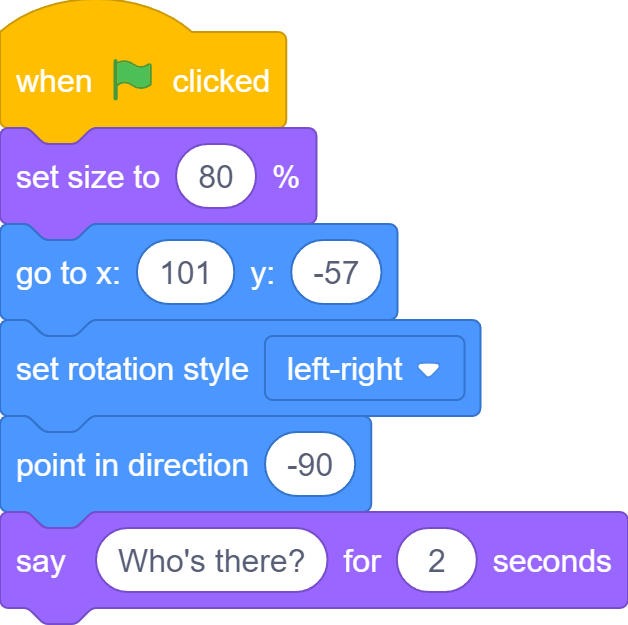 when clicked
set size to 80 %
go to x: 101 y: -57
set rotation style left-right
point in direction -90
say Who's there? for 2 seconds